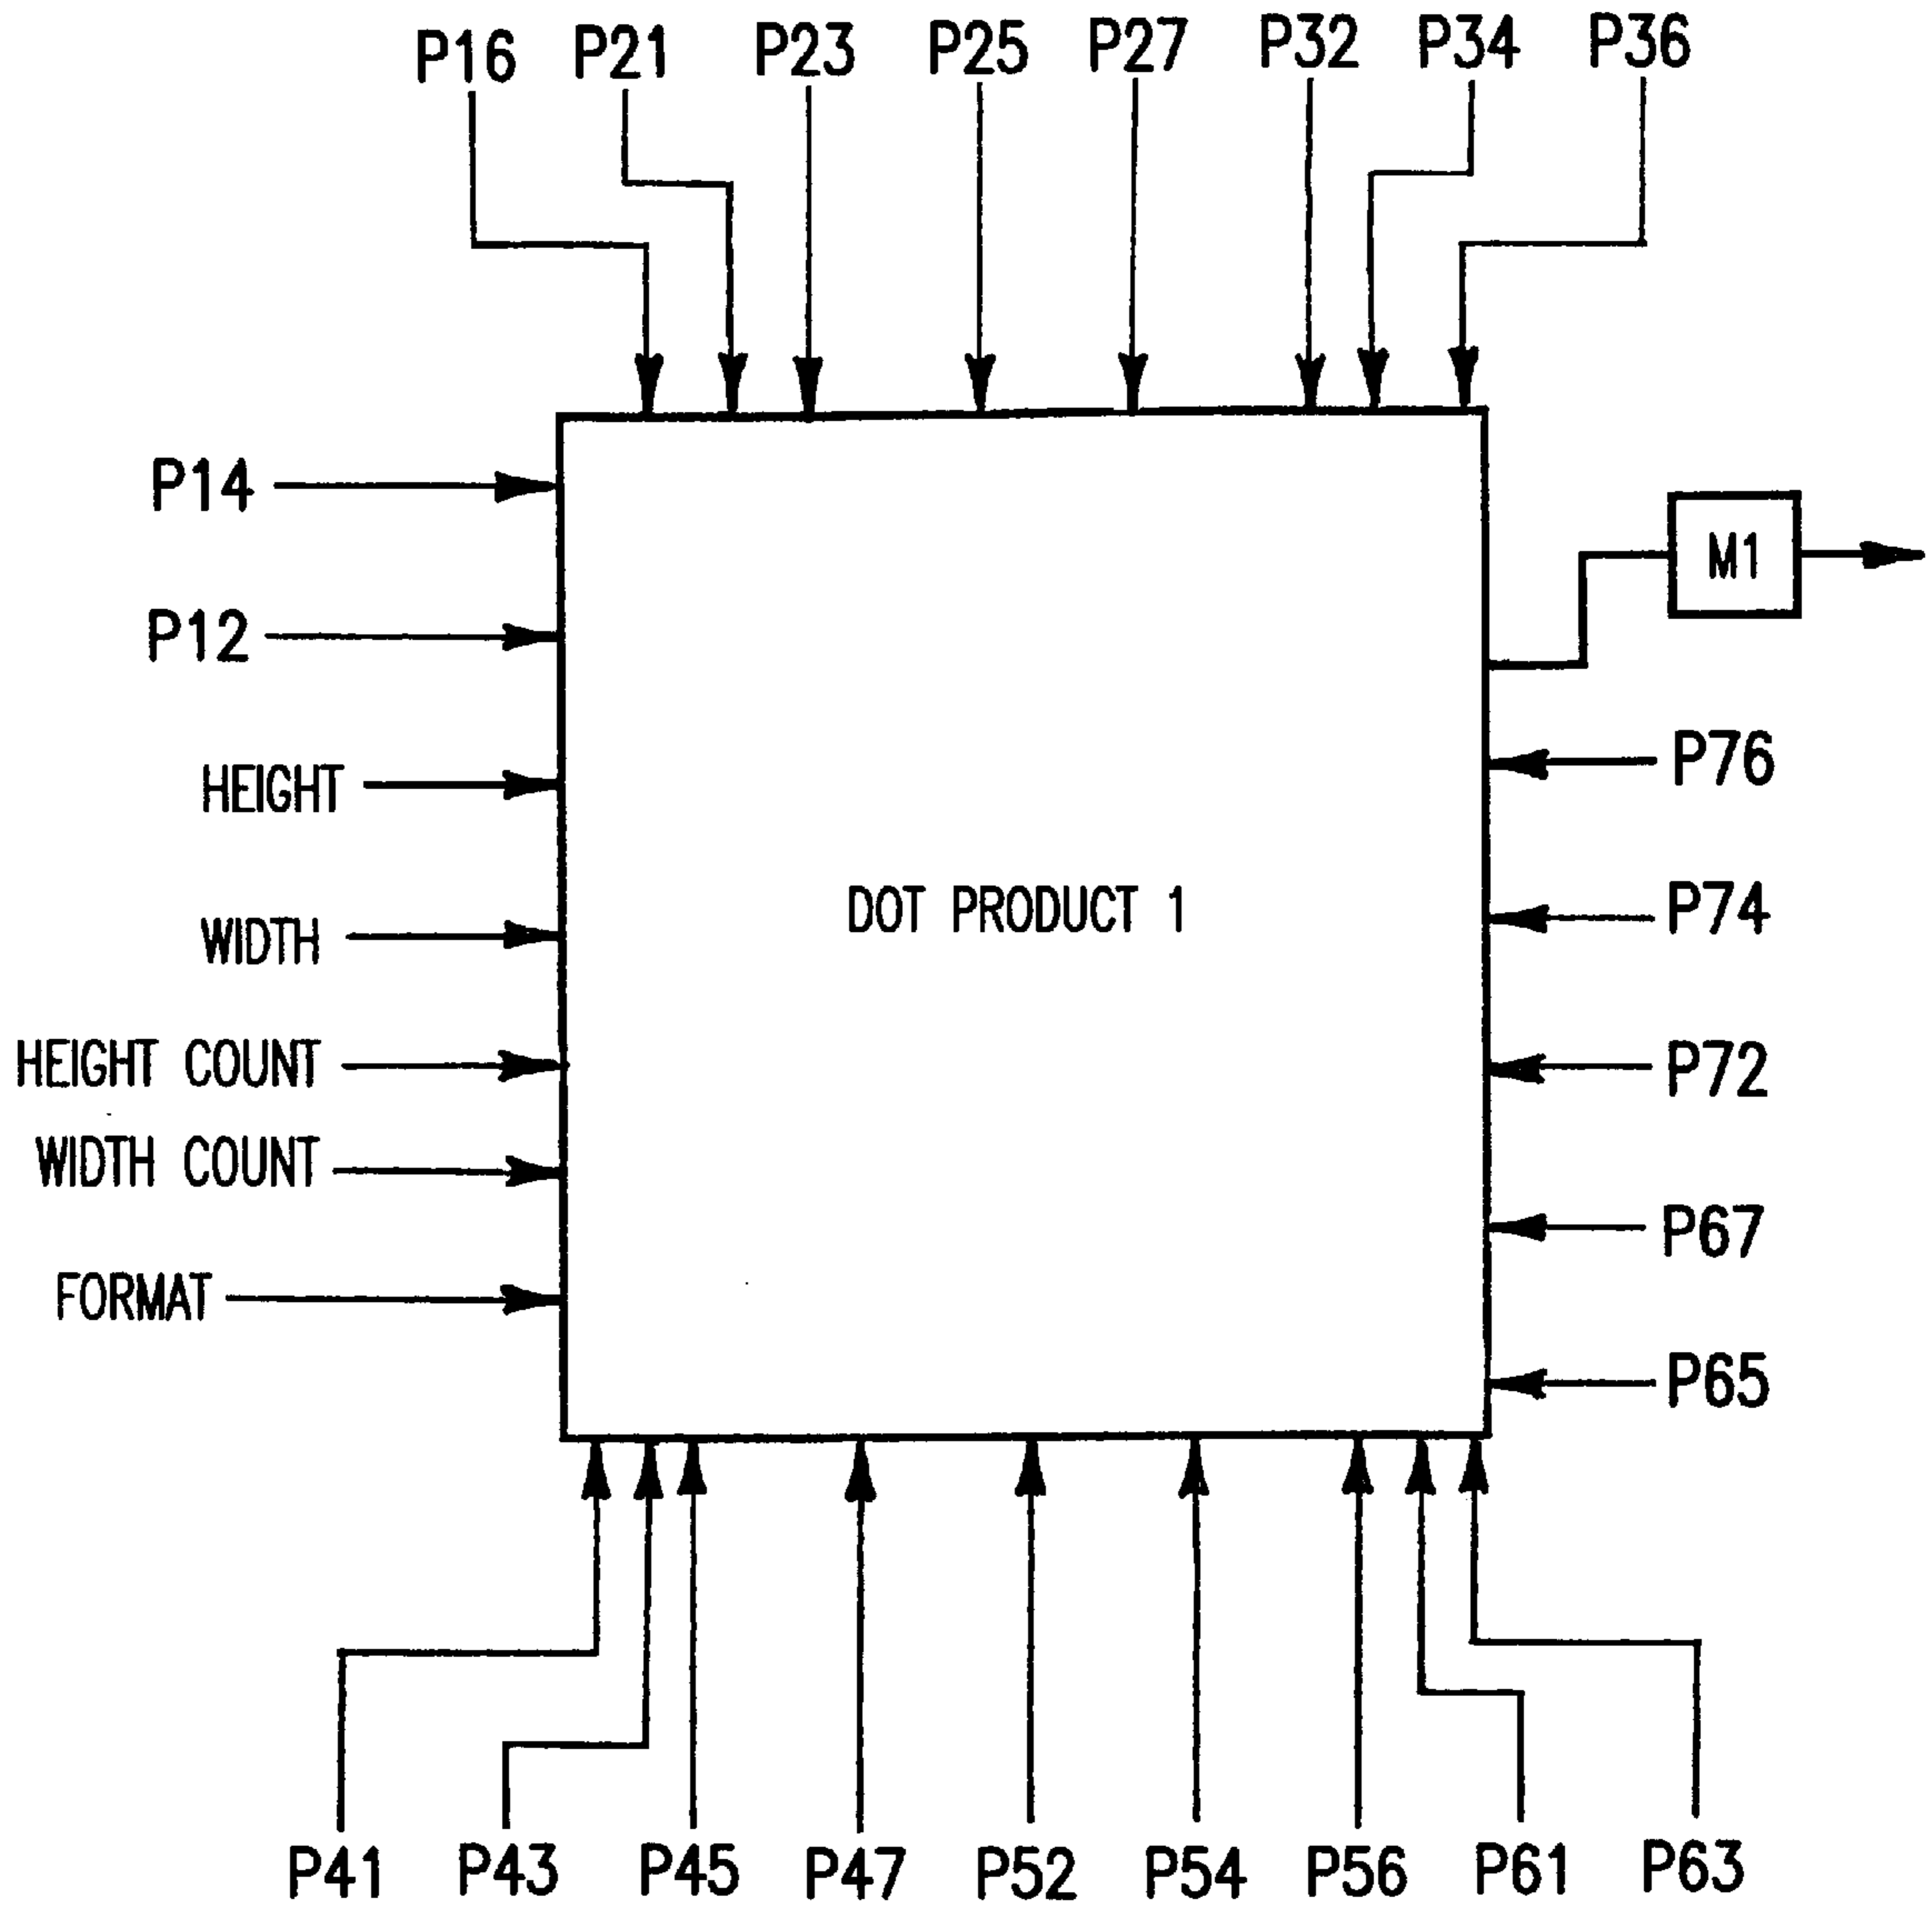 P16 P21 P23 P25 P27 P32 P34 P36
P14
M1
P12
P76
HEIGHT
DOT PRODUCT 1
P74
WIDTH
HEIGHT COUNT
P72
WIDTH COUNT
P67
FORMAT
P65
P41 P43 P45 P47 P52 P54 P56 P61 P63